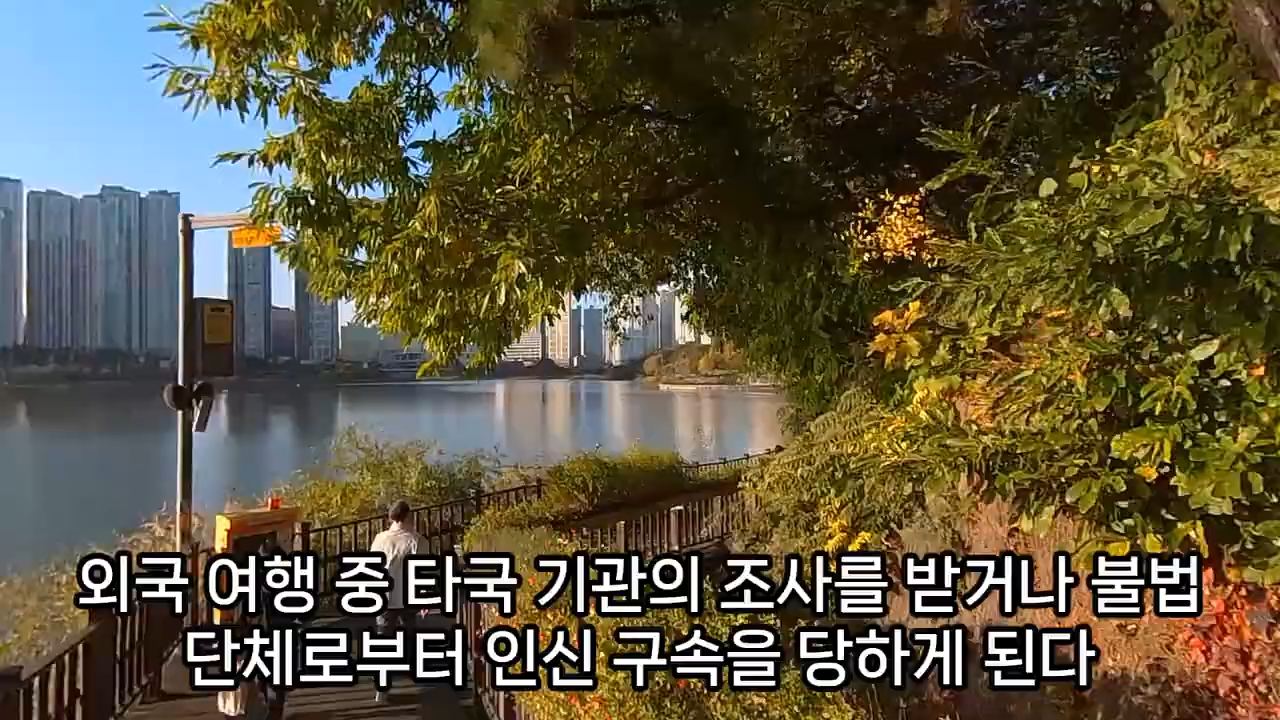 외국 여행 중 타국 기관의 조사를 받거나 불법
단체로부터 인신 구속을 당하게 된다